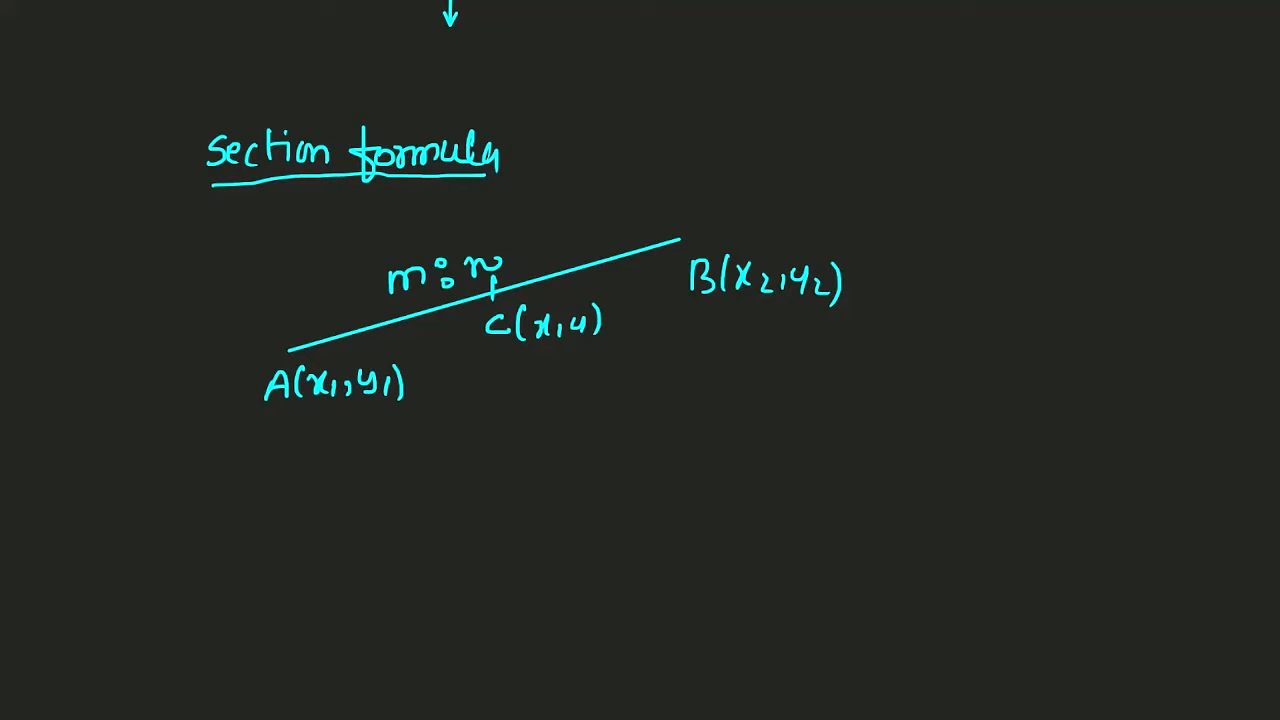 section formula
m:n
B(x2,y2)
C(x,y)
A(x1,y1)